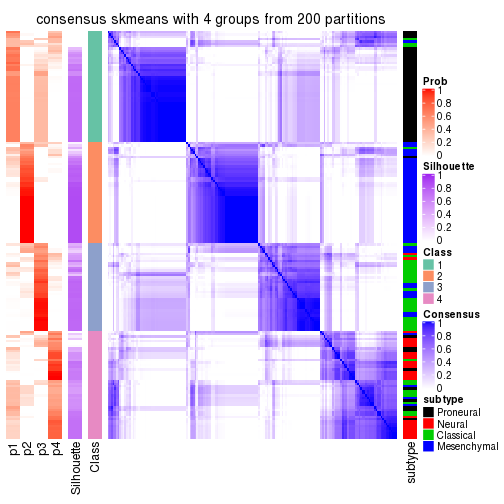 consensus skmeans with 4 groups from 200 partitions
Prob
1
0.8
0.6
0.4
0.2
0
Silhouette
1
0.8
0.6
0.4
0.2
0
Class
1
2
3
4
Consensus
1
0.8
0.6
0.4
0.2
0
subtype
Proneural
Neural
Classical
Mesenchymal
p1
p2
p3
p4
Silhouette
Class
subtype